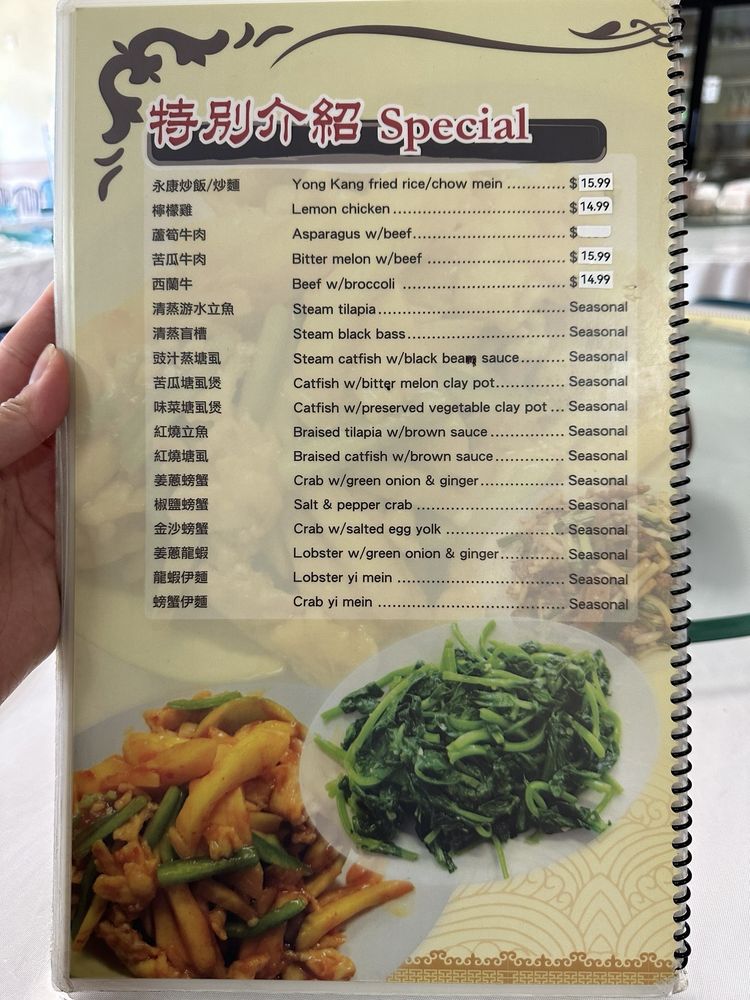 特別介紹 Special
永康炒飯/炒麵 Yong Kang fried rice/chow mein ............ $ 15.99
檸檬雞 Lemon chicken .................................... $ 14.99
蘆筍牛肉 Asparagus w/beef................................ $
苦瓜牛肉 Bitter melon w/beef ............................. $ 15.99
西蘭牛 Beef w/broccoli .................................. $ 14.99
清蒸游水立魚 Steam tilapia....................................... Seasonal
清蒸盲槽 Steam black bass.................................. Seasonal
豉汁蒸塘虱 Steam catfish w/black bean sauce......... Seasonal
苦瓜塘虱煲 Catfish w/bitter melon clay pot.............. Seasonal
味菜塘虱煲 Catfish w/preserved vegetable clay pot ... Seasonal
紅燒立魚 Braised tilapia w/brown sauce ................ Seasonal
紅燒塘虱 Braised catfish w/brown sauce............... Seasonal
姜蔥螃蟹 Crab w/green onion & ginger.................. Seasonal
椒鹽螃蟹 Salt & pepper crab ............................... Seasonal
金沙螃蟹 Crab w/salted egg yolk ......................... Seasonal
姜蔥龍蝦 Lobster w/green onion & ginger.............. Seasonal
龍蝦伊麵 Lobster yi mein ................................... Seasonal
螃蟹伊麵 Crab yi mein ....................................... Seasonal